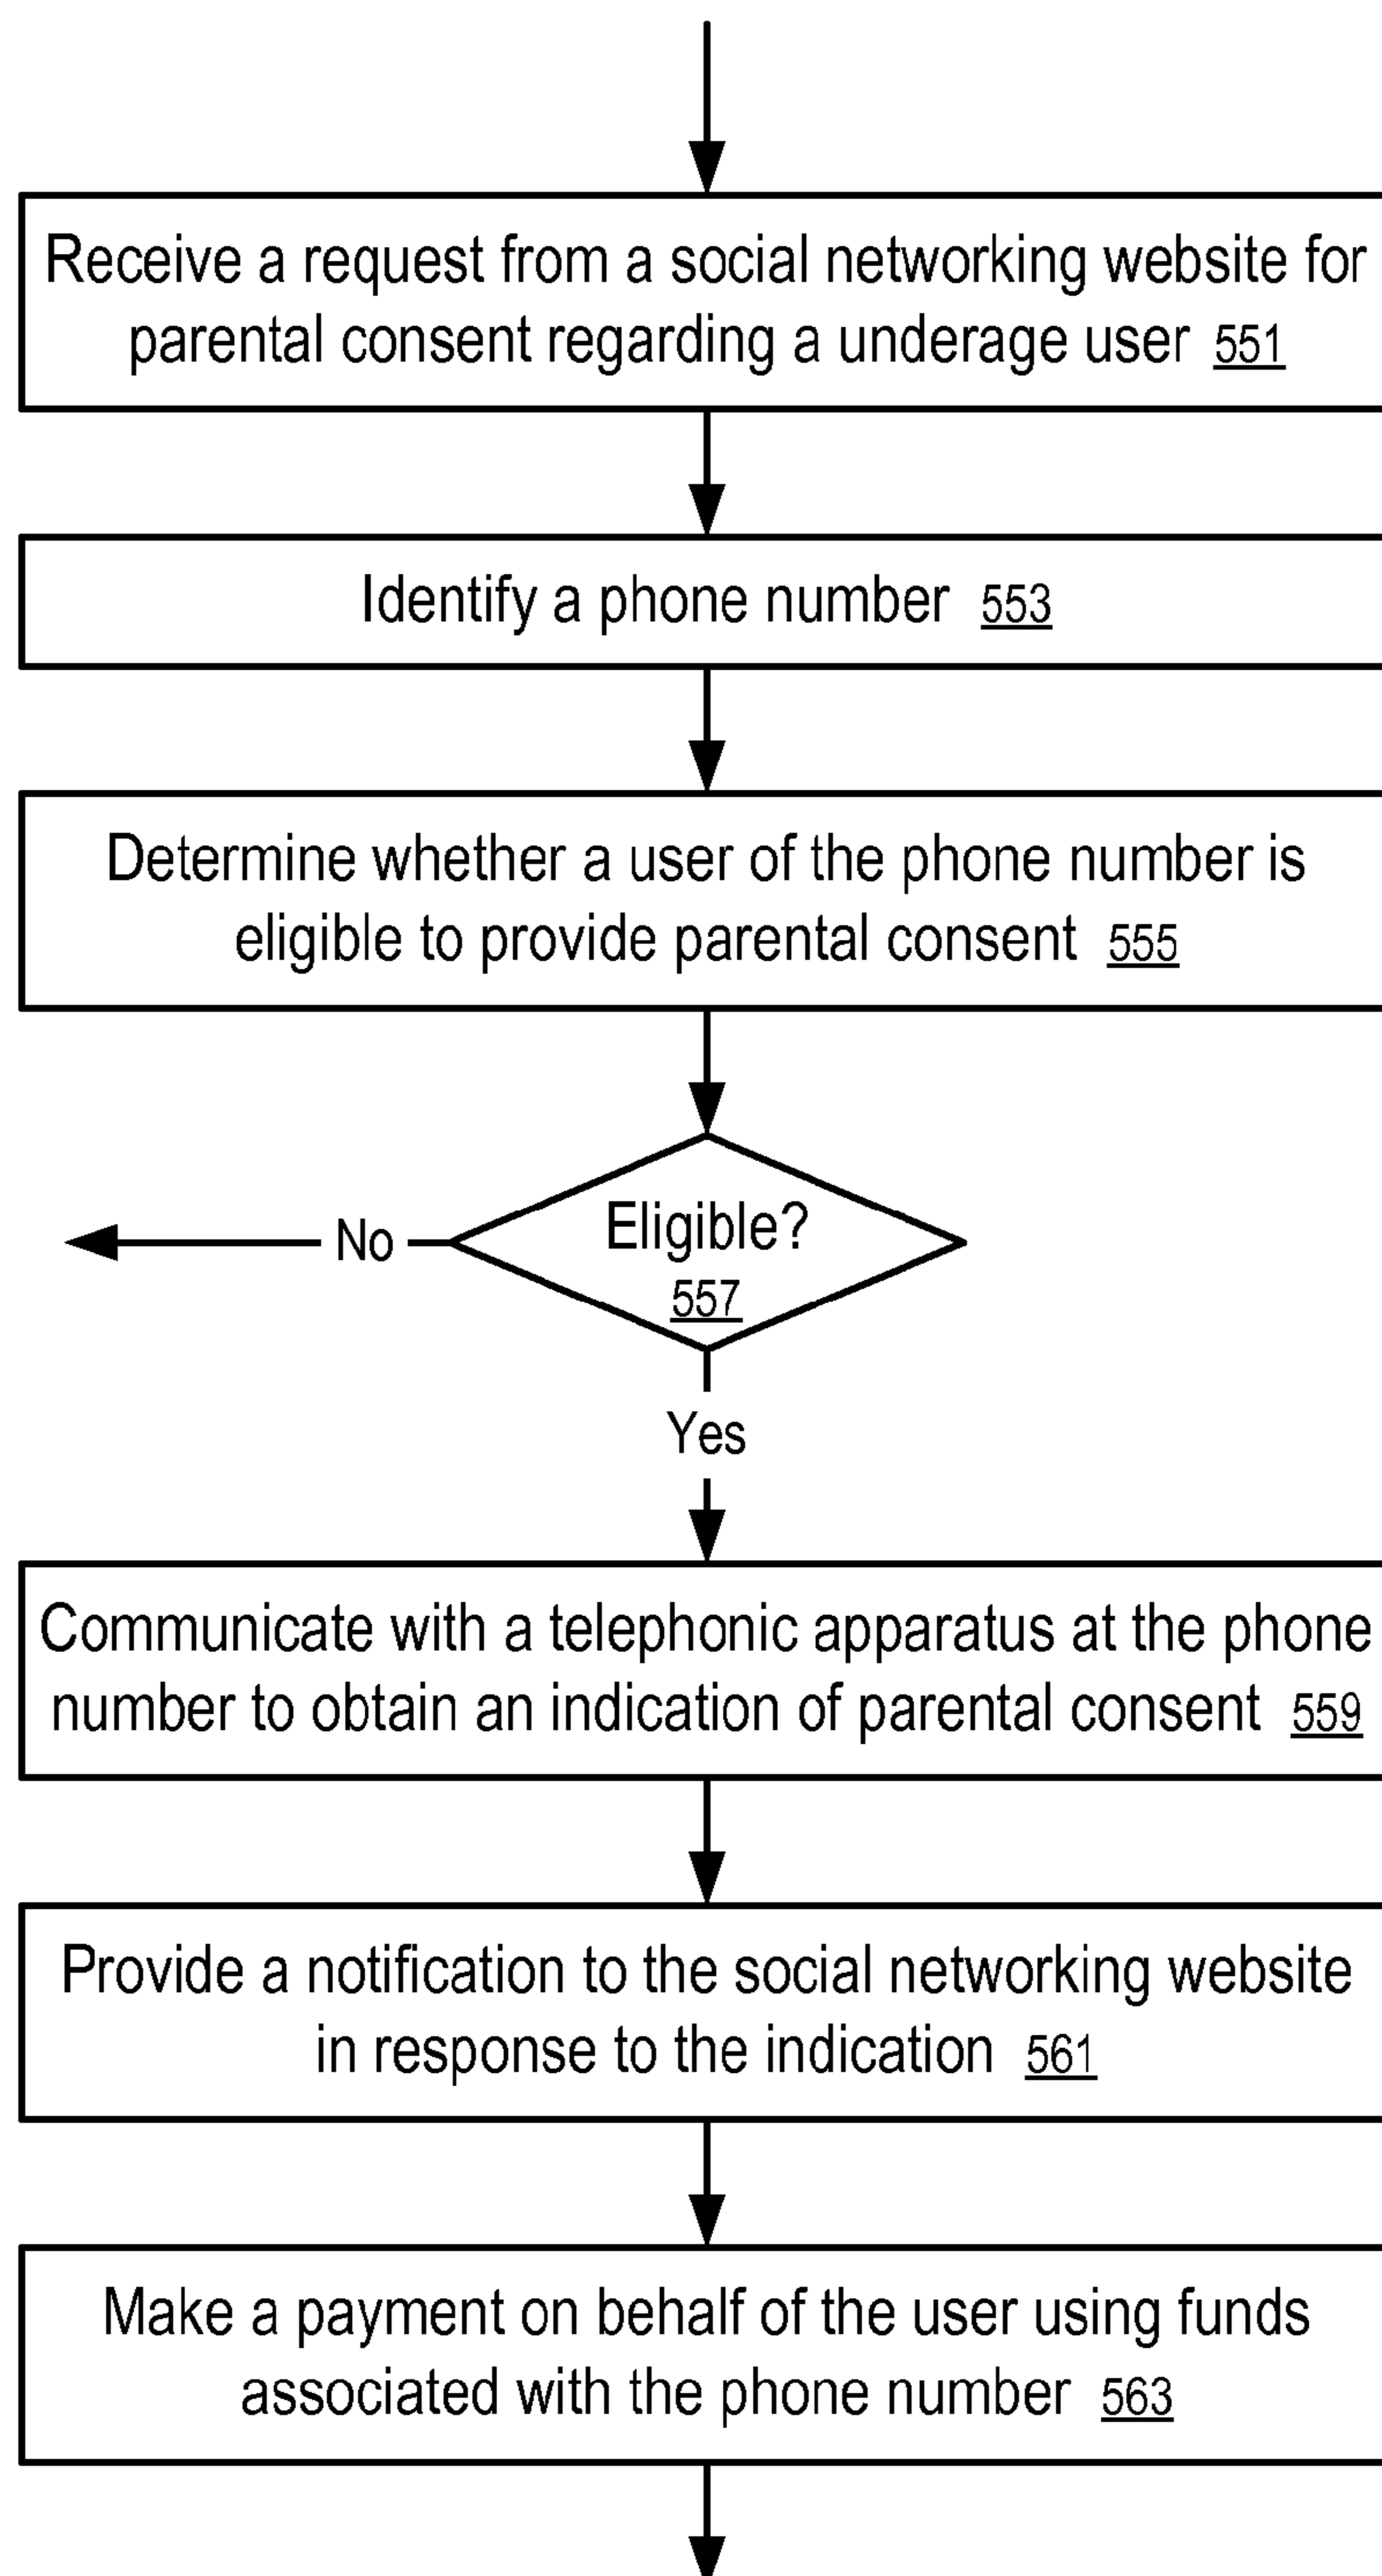 Receive a request from a social networking website for
parental consent regarding a underage user 551
Identify a phone number 553
Determine whether a user of the phone number is
eligible to provide parental consent 555
Eligible?
557
No
Yes
Communicate with a telephonic apparatus at the phone
number to obtain an indication of parental consent 559
Provide a notification to the social networking website
in response to the indication 561
Make a payment on behalf of the user using funds
associated with the phone number 563